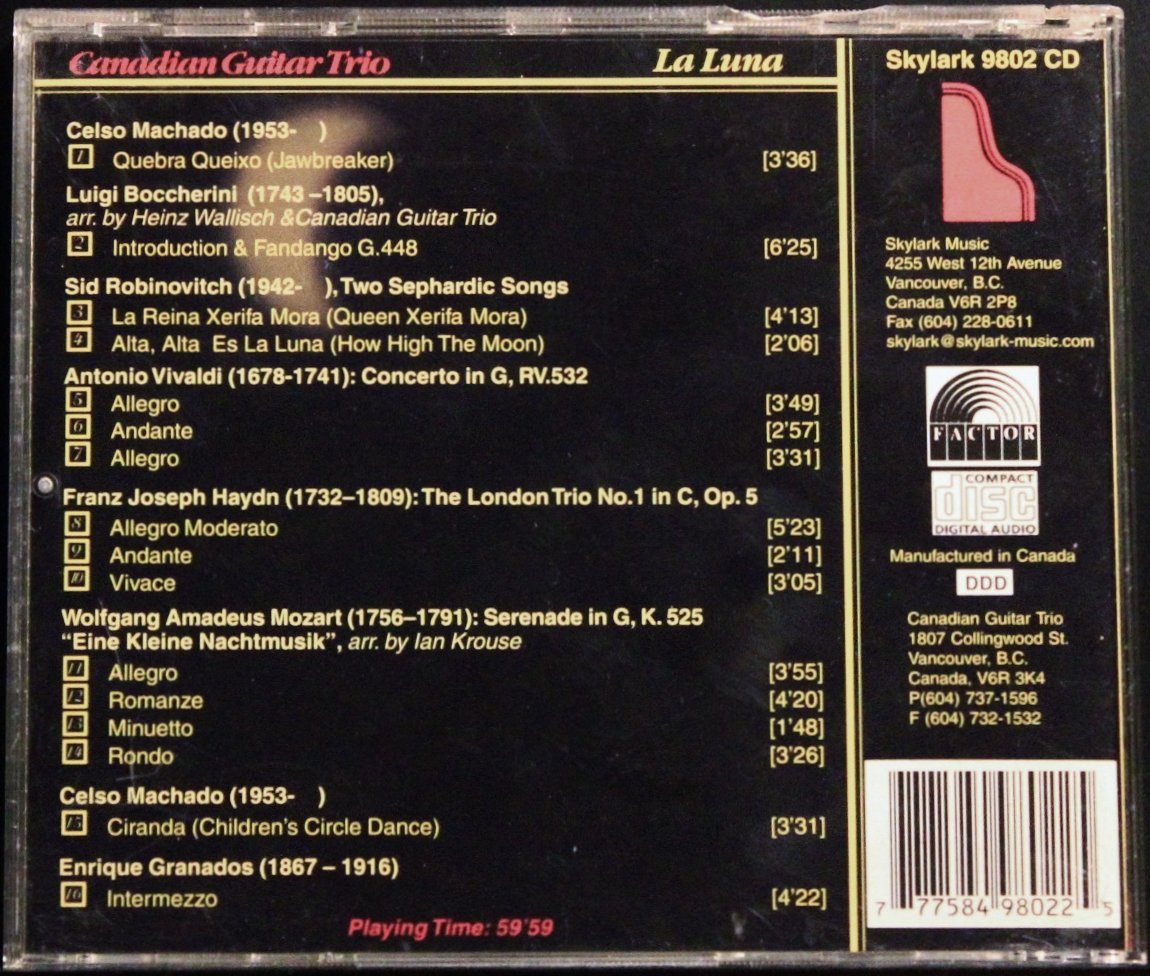 Canadian Guitar Trio La Luna
Celso Machado (1953- )
1 Quebra Queixo (Jawbreaker) [3'36]
Luigi Boccherini (1743 –1805),
arr. by Heinz Wallisch &Canadian Guitar Trio
2 Introduction & Fandango G.448 [6'25]
Sid Robinovitch (1942- ), Two Sephardic Songs
3 La Reina Xerifa Mora (Queen Xerifa Mora) [4'13]
4 Alta, Alta Es La Luna (How High The Moon) [2'06]
Antonio Vivaldi (1678-1741): Concerto in G, RV.532
5 Allegro [3'49]
6 Andante [2'57]
7 Allegro [3'31]
Franz Joseph Haydn (1732–1809): The London Trio No.1 in C, Op. 5
8 Allegro Moderato [5'23]
9 Andante [2'11]
10 Vivace [3'05]
Wolfgang Amadeus Mozart (1756–1791): Serenade in G, K. 525
“Eine Kleine Nachtmusik”, arr. by Ian Krouse
11 Allegro [3'55]
12 Romanze [4'20]
13 Minuetto [1'48]
14 Rondo [3'26]
Celso Machado (1953- )
15 Ciranda (Children's Circle Dance) [3'31]
Enrique Granados (1867 – 1916)
16 Intermezzo [4'22]
Playing Time: 59'59
Skylark 9802 CD
Skylark Music
4255 West 12th Avenue
Vancouver, B.C.
Canada V6R 2P8
Fax (604) 228-0611
skylark@skylark-music.com
FACTOR
COMPACT
disc
DIGITAL AUDIO
Manufactured in Canada
DDD
Canadian Guitar Trio
1807 Collingwood St.
Vancouver, B.C.
Canada, V6R 3K4
P(604) 737-1596
F (604) 732-1532
7 77584 98022 5